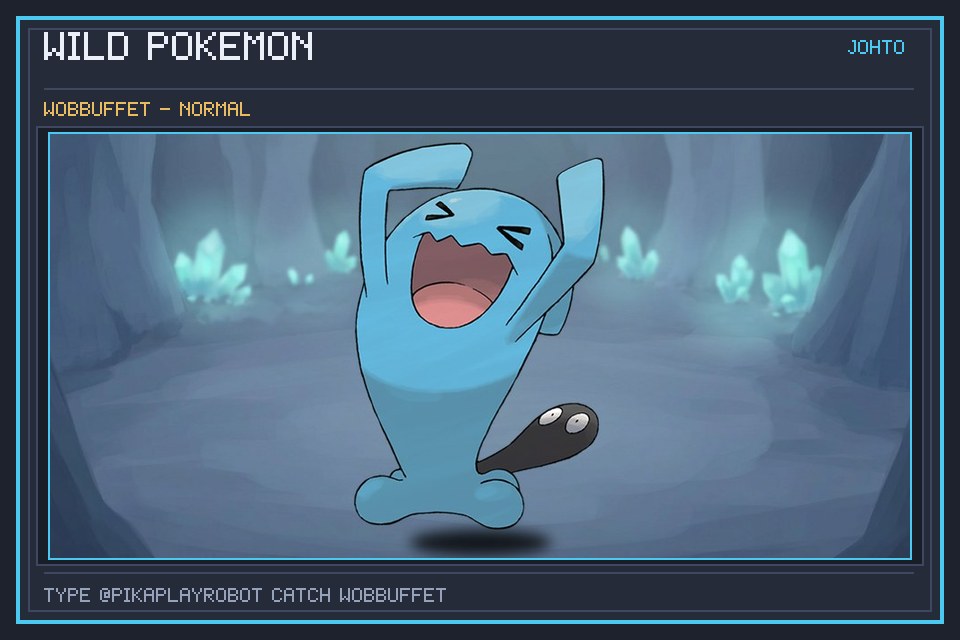 WILD POKEMON
JOHTO
WOBBUFFET - NORMAL
TYPE @PIKAPLAYROBOT CATCH WOBBUFFET